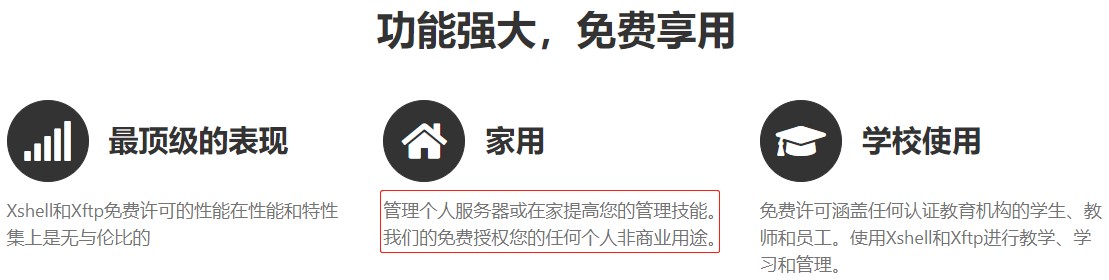 功能强大，免费享用
最顶级的表现
Xshell和Xftp免费许可的性能在性能和特性
集上是无与伦比的
家用
管理个人服务器或在家提高您的管理技能。
我们的免费授权您的任何个人非商业用途。
学校使用
免费许可涵盖任何认证教育机构的学生、教
师和员工。使用Xshell和Xftp进行教学、学
习和管理。